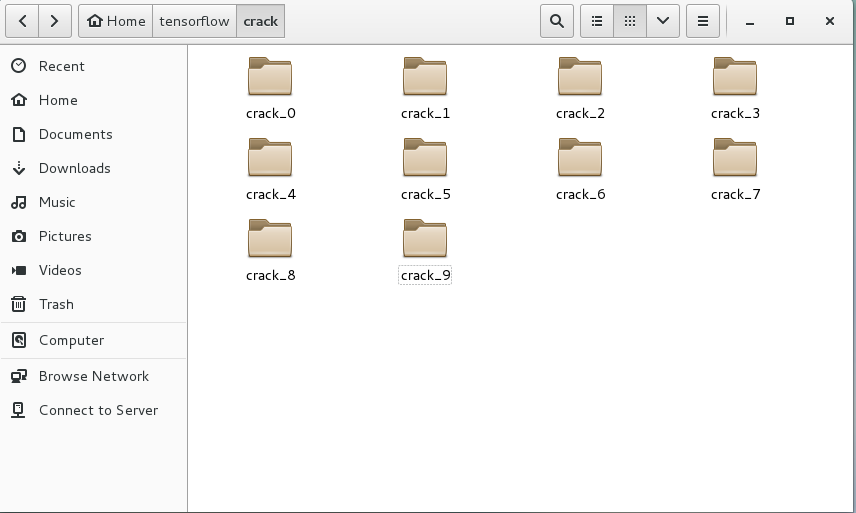 Home tensorflow crack
Recent
Home
Documents
Downloads
Music
Pictures
Videos
Trash
Computer
Browse Network
Connect to Server
crack_0 crack_1 crack_2 crack_3
crack_4 crack_5 crack_6 crack_7
crack_8 crack_9